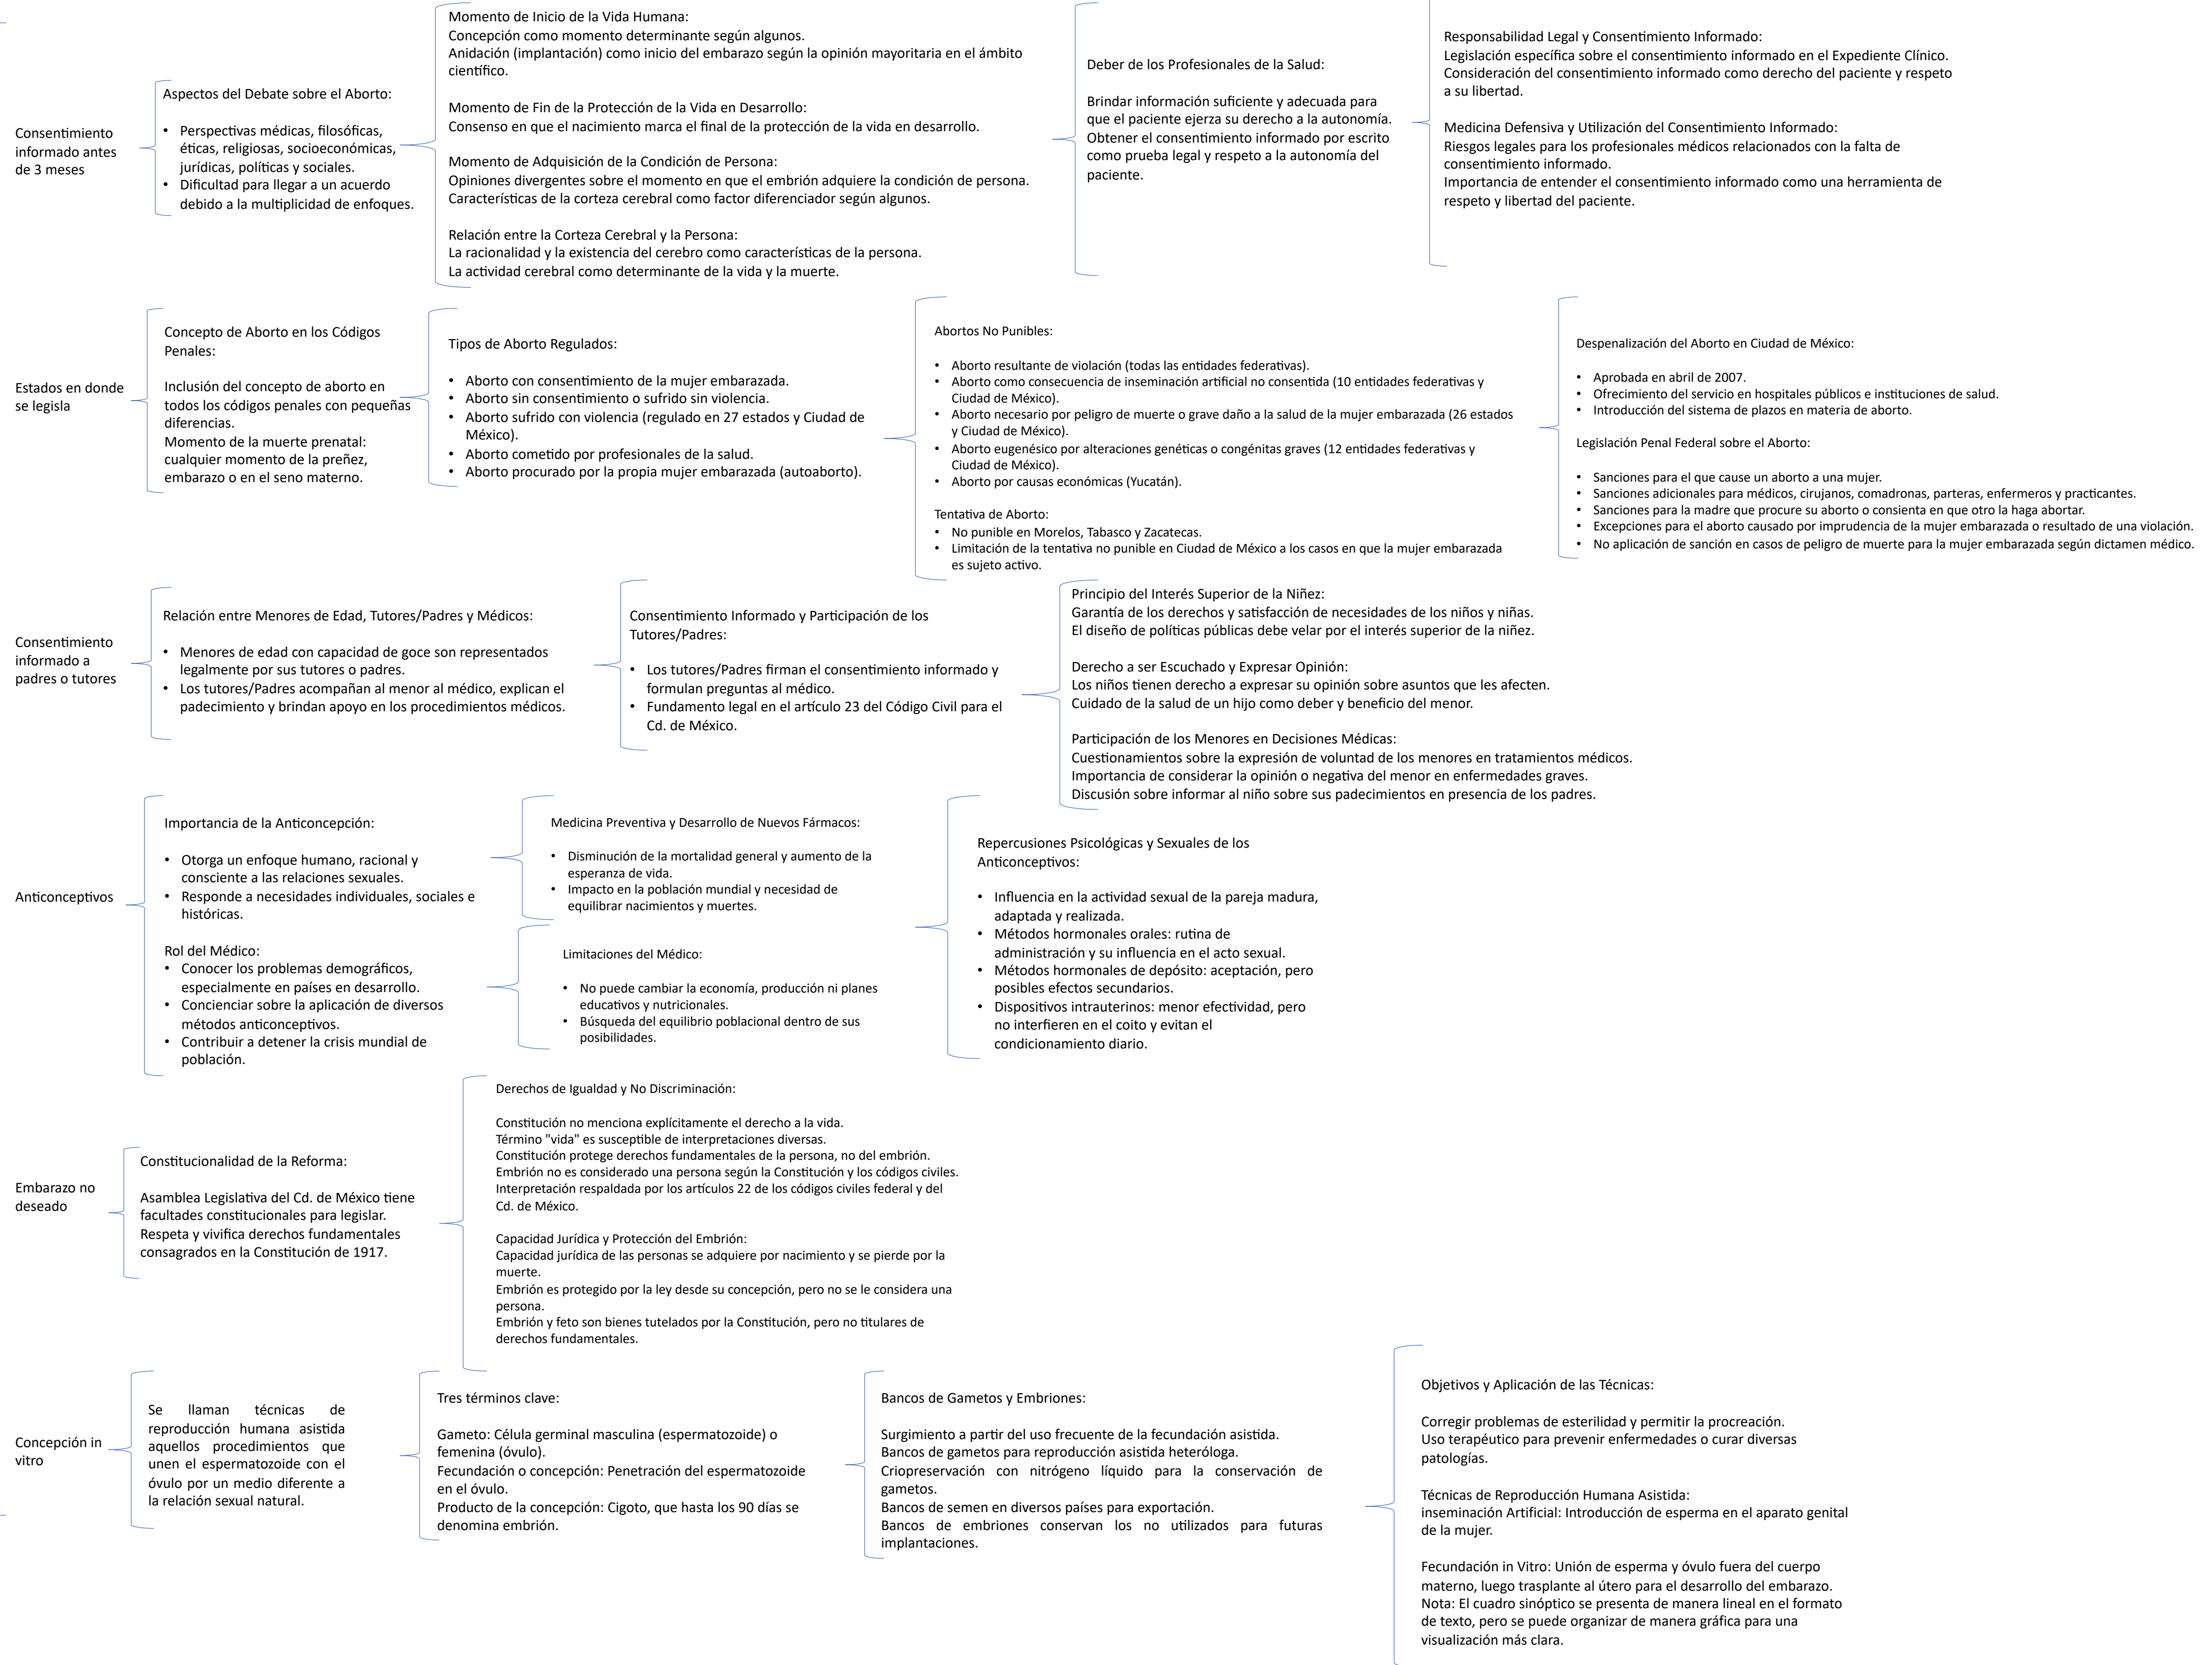 Consentimiento
informado antes
de 3 meses
Aspectos del Debate sobre el Aborto:
• Perspectivas médicas, filosóficas,
éticas, religiosas, socioeconómicas,
jurídicas, políticas y sociales.
• Dificultad para llegar a un acuerdo
debido a la multiplicidad de enfoques.
Momento de Inicio de la Vida Humana:
Concepción como momento determinante según algunos.
Anidación (implantación) como inicio del embarazo según la opinión mayoritaria en el ámbito
científico.
Momento de Fin de la Protección de la Vida en Desarrollo:
Consenso en que el nacimiento marca el final de la protección de la vida en desarrollo.
Momento de Adquisición de la Condición de Persona:
Opiniones divergentes sobre el momento en que el embrión adquiere la condición de persona.
Características de la corteza cerebral como factor diferenciador según algunos.
Relación entre la Corteza Cerebral y la Persona:
La racionalidad y la existencia del cerebro como características de la persona.
La actividad cerebral como determinante de la vida y la muerte.
Deber de los Profesionales de la Salud:
Brindar información suficiente y adecuada para
que el paciente ejerza su derecho a la autonomía.
Obtener el consentimiento informado por escrito
como prueba legal y respeto a la autonomía del
paciente.
Responsabilidad Legal y Consentimiento Informado:
Legislación específica sobre el consentimiento informado en el Expediente Clínico.
Consideración del consentimiento informado como derecho del paciente y respeto
a su libertad.
Medicina Defensiva y Utilización del Consentimiento Informado:
Riesgos legales para los profesionales médicos relacionados con la falta de
consentimiento informado.
Importancia de entender el consentimiento informado como una herramienta de
respeto y libertad del paciente.
Estados en donde
se legisla
Concepto de Aborto en los Códigos
Penales:
Inclusión del concepto de aborto en
todos los códigos penales con pequeñas
diferencias.
Momento de la muerte prenatal:
cualquier momento de la preñez,
embarazo o en el seno materno.
Tipos de Aborto Regulados:
• Aborto con consentimiento de la mujer embarazada.
• Aborto sin consentimiento o sufrido sin violencia.
• Aborto sufrido con violencia (regulado en 27 estados y Ciudad de
México).
• Aborto cometido por profesionales de la salud.
• Aborto procurado por la propia mujer embarazada (autoaborto).
Abortos No Punibles:
• Aborto resultante de violación (todas las entidades federativas).
• Aborto como consecuencia de inseminación artificial no consentida (10 entidades federativas y
Ciudad de México).
• Aborto necesario por peligro de muerte o grave daño a la salud de la mujer embarazada (26 estados
y Ciudad de México).
• Aborto eugenésico por alteraciones genéticas o congénitas graves (12 entidades federativas y
Ciudad de México).
• Aborto por causas económicas (Yucatán).
Tentativa de Aborto:
• No punible en Morelos, Tabasco y Zacatecas.
• Limitación de la tentativa no punible en Ciudad de México a los casos en que la mujer embarazada
es sujeto activo.
Despenalización del Aborto en Ciudad de México:
• Aprobada en abril de 2007.
• Ofrecimiento del servicio en hospitales públicos e instituciones de salud.
• Introducción del sistema de plazos en materia de aborto.
Legislación Penal Federal sobre el Aborto:
• Sanciones para el que cause un aborto a una mujer.
• Sanciones adicionales para médicos, cirujanos, comadronas, parteras, enfermeros y practicantes.
• Sanciones para la madre que procure su aborto o consienta en que otro la haga abortar.
• Excepciones para el aborto causado por imprudencia de la mujer embarazada o resultado de una violación.
• No aplicación de sanción en casos de peligro de muerte para la mujer embarazada según dictamen médico.
Consentimiento
informado a
padres o tutores
Relación entre Menores de Edad, Tutores/Padres y Médicos:
• Menores de edad con capacidad de goce son representados
legalmente por sus tutores o padres.
• Los tutores/Padres acompañan al menor al médico, explican el
padecimiento y brindan apoyo en los procedimientos médicos.
Consentimiento Informado y Participación de los
Tutores/Padres:
• Los tutores/Padres firman el consentimiento informado y
formulan preguntas al médico.
• Fundamento legal en el artículo 23 del Código Civil para el
Cd. de México.
Principio del Interés Superior de la Niñez:
Garantía de los derechos y satisfacción de necesidades de los niños y niñas.
El diseño de políticas públicas debe velar por el interés superior de la niñez.
Derecho a ser Escuchado y Expresar Opinión:
Los niños tienen derecho a expresar su opinión sobre asuntos que les afecten.
Cuidado de la salud de un hijo como deber y beneficio del menor.
Participación de los Menores en Decisiones Médicas:
Cuestionamientos sobre la expresión de voluntad de los menores en tratamientos médicos.
Importancia de considerar la opinión o negativa del menor en enfermedades graves.
Discusión sobre informar al niño sobre sus padecimientos en presencia de los padres.
Anticonceptivos
Importancia de la Anticoncepción:
• Otorga un enfoque humano, racional y
consciente a las relaciones sexuales.
• Responde a necesidades individuales, sociales e
históricas.
Rol del Médico:
• Conocer los problemas demográficos,
especialmente en países en desarrollo.
• Concienciar sobre la aplicación de diversos
métodos anticonceptivos.
• Contribuir a detener la crisis mundial de
población.
Medicina Preventiva y Desarrollo de Nuevos Fármacos:
• Disminución de la mortalidad general y aumento de la
esperanza de vida.
• Impacto en la población mundial y necesidad de
equilibrar nacimientos y muertes.
Limitaciones del Médico:
• No puede cambiar la economía, producción ni planes
educativos y nutricionales.
• Búsqueda del equilibrio poblacional dentro de sus
posibilidades.
Repercusiones Psicológicas y Sexuales de los
Anticonceptivos:
• Influencia en la actividad sexual de la pareja madura,
adaptada y realizada.
• Métodos hormonales orales: rutina de
administración y su influencia en el acto sexual.
• Métodos hormonales de depósito: aceptación, pero
posibles efectos secundarios.
• Dispositivos intrauterinos: menor efectividad, pero
no interfieren en el coito y evitan el
condicionamiento diario.
Embarazo no
deseado
Constitucionalidad de la Reforma:
Asamblea Legislativa del Cd. de México tiene
facultades constitucionales para legislar.
Respeta y vivifica derechos fundamentales
consagrados en la Constitución de 1917.
Derechos de Igualdad y No Discriminación:
Constitución no menciona explícitamente el derecho a la vida.
Término "vida" es susceptible de interpretaciones diversas.
Constitución protege derechos fundamentales de la persona, no del embrión.
Embrión no es considerado una persona según la Constitución y los códigos civiles.
Interpretación respaldada por los artículos 22 de los códigos civiles federal y del
Cd. de México.
Capacidad Jurídica y Protección del Embrión:
Capacidad jurídica de las personas se adquiere por nacimiento y se pierde por la
muerte.
Embrión es protegido por la ley desde su concepción, pero no se le considera una
persona.
Embrión y feto son bienes tutelados por la Constitución, pero no titulares de
derechos fundamentales.
Concepción in
vitro
Se llaman técnicas de
reproducción humana asistida
aquellos procedimientos que
unen el espermatozoide con el
óvulo por un medio diferente a
la relación sexual natural.
Tres términos clave:
Gameto: Célula germinal masculina (espermatozoide) o
femenina (óvulo).
Fecundación o concepción: Penetración del espermatozoide
en el óvulo.
Producto de la concepción: Cigoto, que hasta los 90 días se
denomina embrión.
Bancos de Gametos y Embriones:
Surgimiento a partir del uso frecuente de la fecundación asistida.
Bancos de gametos para reproducción asistida heteróloga.
Criopreservación con nitrógeno líquido para la conservación de
gametos.
Bancos de semen en diversos países para exportación.
Bancos de embriones conservan los no utilizados para futuras
implantaciones.
Objetivos y Aplicación de las Técnicas:
Corregir problemas de esterilidad y permitir la procreación.
Uso terapéutico para prevenir enfermedades o curar diversas
patologías.
Técnicas de Reproducción Humana Asistida:
inseminación Artificial: Introducción de esperma en el aparato genital
de la mujer.
Fecundación in Vitro: Unión de esperma y óvulo fuera del cuerpo
materno, luego trasplante al útero para el desarrollo del embarazo.
Nota: El cuadro sinóptico se presenta de manera lineal en el formato
de texto, pero se puede organizar de manera gráfica para una
visualización más clara.